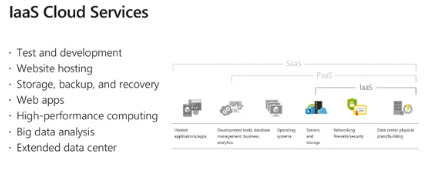 IaaS Cloud Services
· Test and development
· Website hosting
· Storage, backup, and recovery
· Web apps
· High-performance computing
· Big data analysis
· Extended data center
SaaS
PaaS
IaaS
Hosted
applications/apps
Development tools, database
management, business
analytics
Operating
systems
Servers
and
storage
Networking
firewalls/security
Data center physical
plant/building